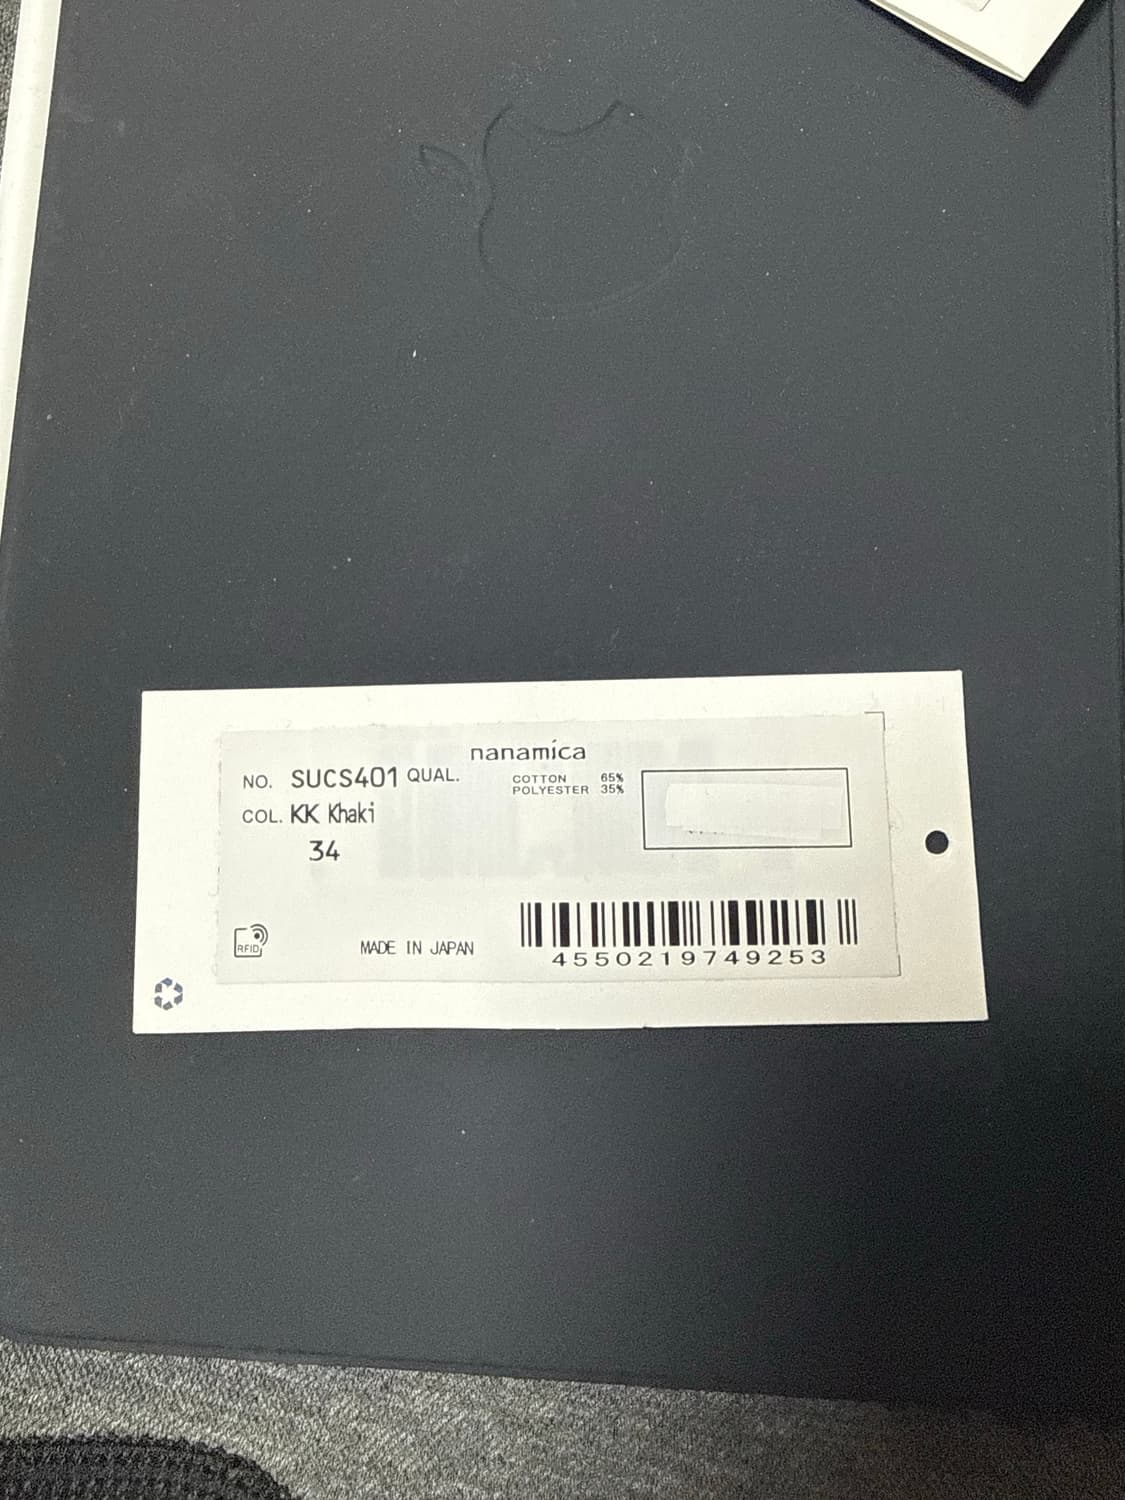 nanamica
NO. SUCS401 QUAL.
COTTON 65%
POLYESTER 35%
COL. KK Khaki
34
RFID
MADE IN JAPAN
4550219749253